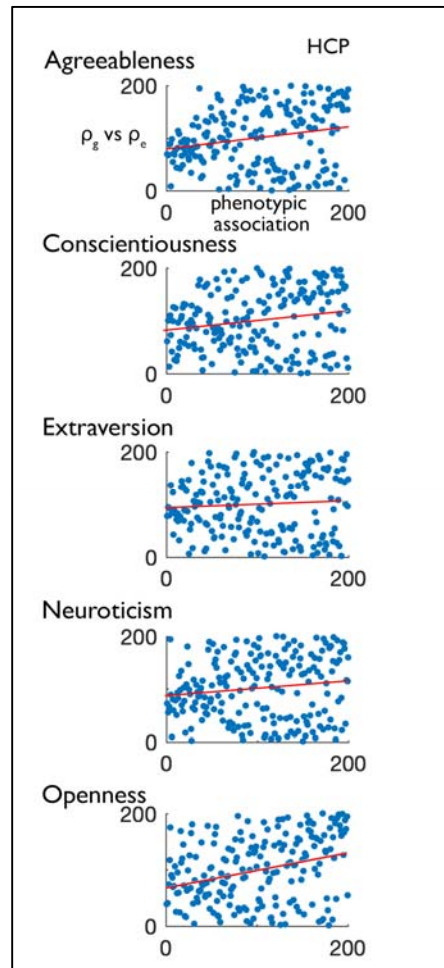 HCP
Agreeableness
200
ρg vs ρe
0
phenotypic
association
0 200
Conscientiousness
200
0
0 200
Extraversion
200
0
0 200
Neuroticism
200
0
0 200
Openness
200
0
0 200